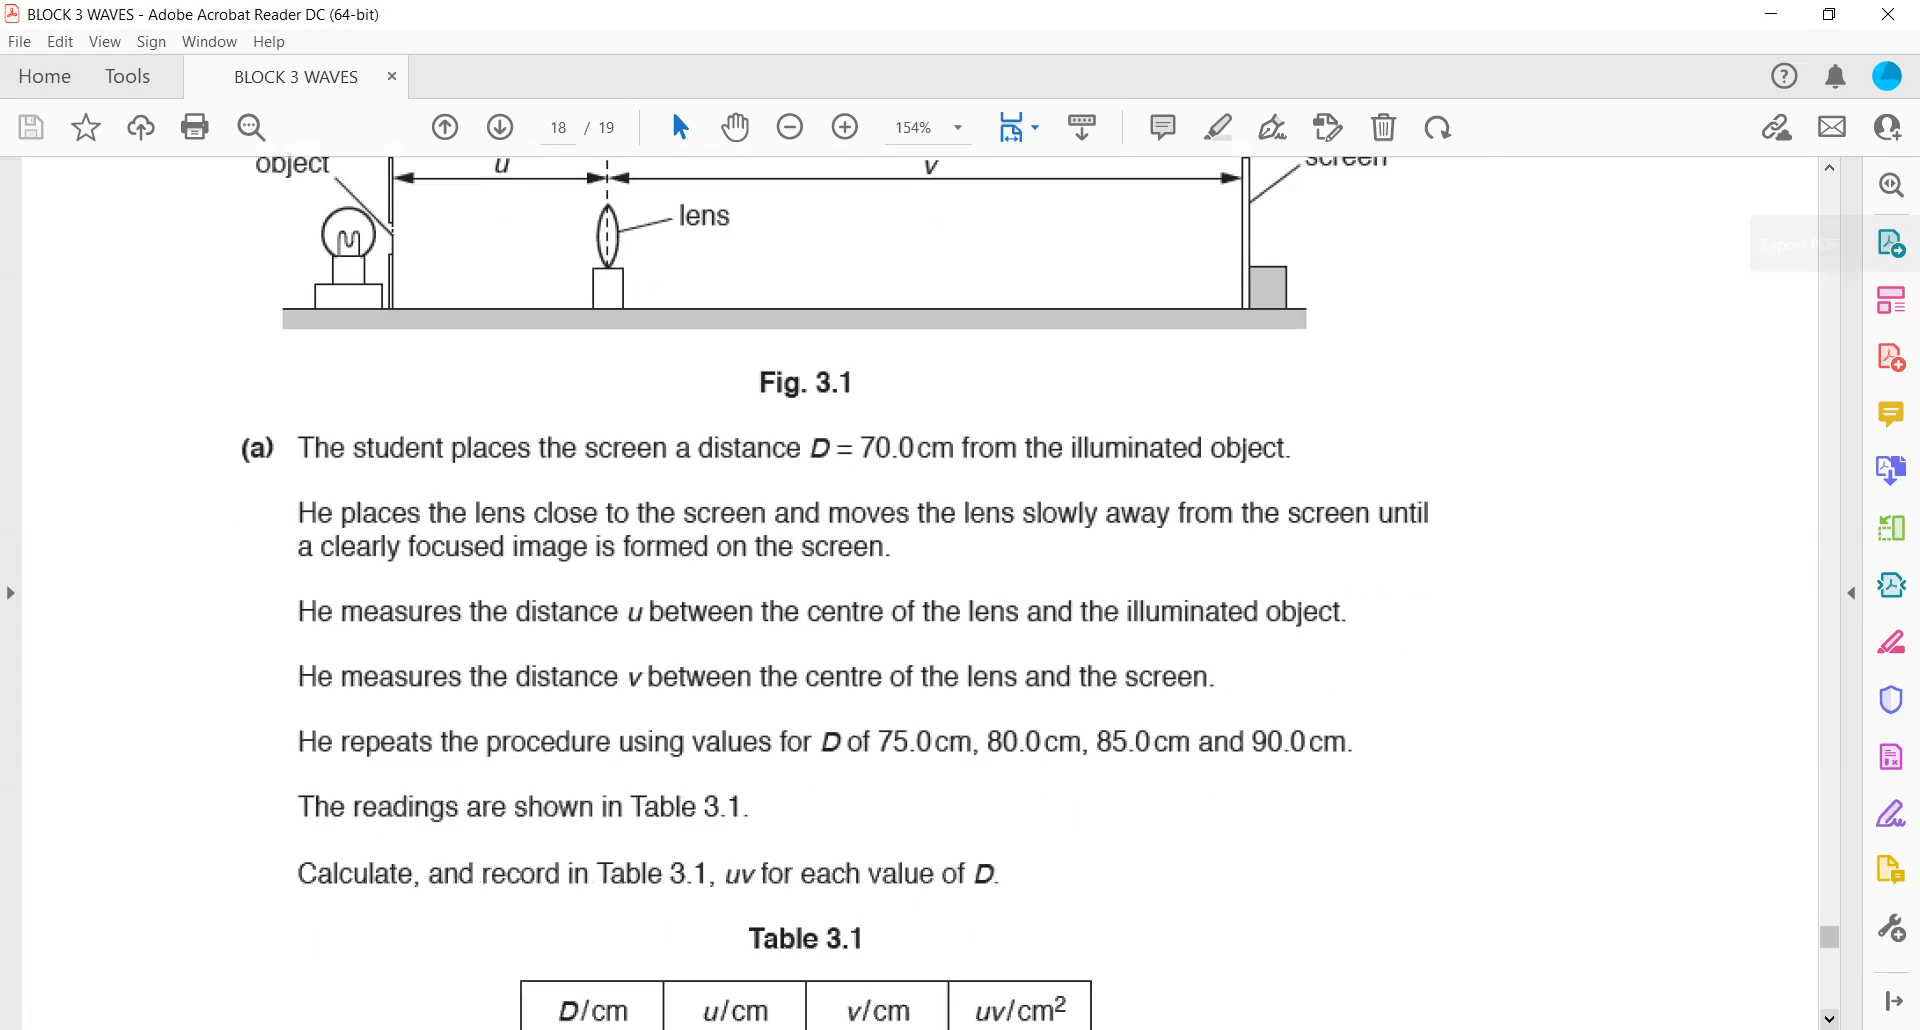 BLOCK 3 WAVES - Adobe Acrobat Reader DC (64-bit)
File Edit View Sign Window Help
Home Tools BLOCK 3 WAVES
18 / 19 154%
object u v screen
lens
Export PDF
Fig. 3.1
(a) The student places the screen a distance D = 70.0 cm from the illuminated object.
He places the lens close to the screen and moves the lens slowly away from the screen until
a clearly focused image is formed on the screen.
He measures the distance u between the centre of the lens and the illuminated object.
He measures the distance v between the centre of the lens and the screen.
He repeats the procedure using values for D of 75.0 cm, 80.0 cm, 85.0 cm and 90.0 cm.
The readings are shown in Table 3.1.
Calculate, and record in Table 3.1, uv for each value of D.
Table 3.1
D/cm u/cm v/cm uv/cm²